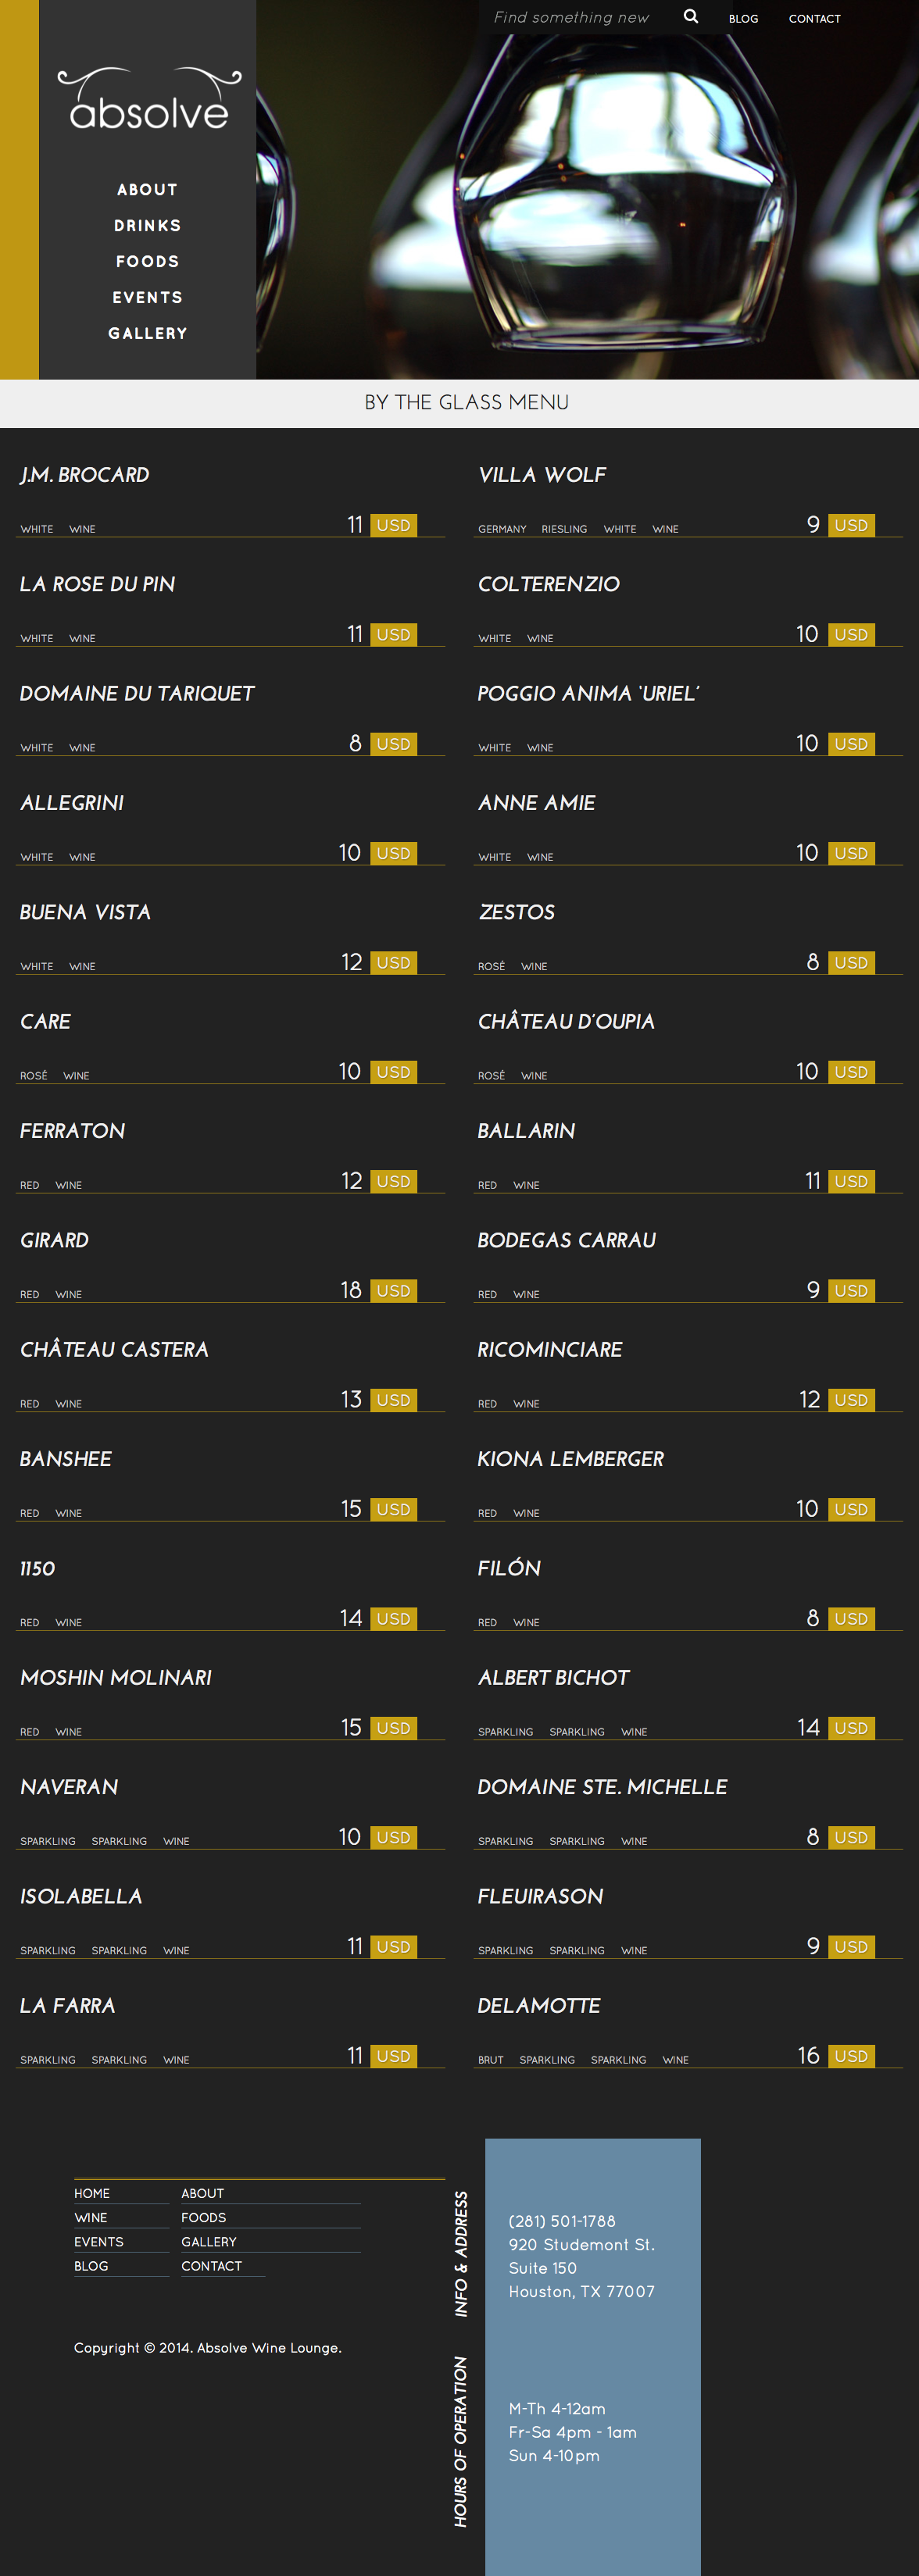 Find something new
BLOG CONTACT
absolve
ABOUT
DRINKS
FOODS
EVENTS
GALLERY
BY THE GLASS MENU
J.M. BROCARD
WHITE WINE 11 USD
VILLA WOLF
GERMANY RIESLING WHITE WINE 9 USD
LA ROSE DU PIN
WHITE WINE 11 USD
COLTERENZIO
WHITE WINE 10 USD
DOMAINE DU TARIQUET
WHITE WINE 8 USD
POGGIO ANIMA ‘URIEL’
WHITE WINE 10 USD
ALLEGRINI
WHITE WINE 10 USD
ANNE AMIE
WHITE WINE 10 USD
BUENA VISTA
WHITE WINE 12 USD
ZESTOS
ROSÉ WINE 8 USD
CARE
ROSÉ WINE 10 USD
CHÂTEAU D’OUPIA
ROSÉ WINE 10 USD
FERRATON
RED WINE 12 USD
BALLARIN
RED WINE 11 USD
GIRARD
RED WINE 18 USD
BODEGAS CARRAU
RED WINE 9 USD
CHÂTEAU CASTERA
RED WINE 13 USD
RICOMINCIARE
RED WINE 12 USD
BANSHEE
RED WINE 15 USD
KIONA LEMBERGER
RED WINE 10 USD
1150
RED WINE 14 USD
FILÓN
RED WINE 8 USD
MOSHIN MOLINARI
RED WINE 15 USD
ALBERT BICHOT
SPARKLING SPARKLING WINE 14 USD
NAVERAN
SPARKLING SPARKLING WINE 10 USD
DOMAINE STE. MICHELLE
SPARKLING SPARKLING WINE 8 USD
ISOLABELLA
SPARKLING SPARKLING WINE 11 USD
FLEUIRASON
SPARKLING SPARKLING WINE 9 USD
LA FARRA
SPARKLING SPARKLING WINE 11 USD
DELAMOTTE
BRUT SPARKLING SPARKLING WINE 16 USD
HOME ABOUT
WINE FOODS
EVENTS GALLERY
BLOG CONTACT
Copyright © 2014. Absolve Wine Lounge.
INFO & ADDRESS
(281) 501-1788
920 Studemont St.
Suite 150
Houston, TX 77007
HOURS OF OPERATION
M-Th 4-12am
Fr-Sa 4pm - 1am
Sun 4-10pm